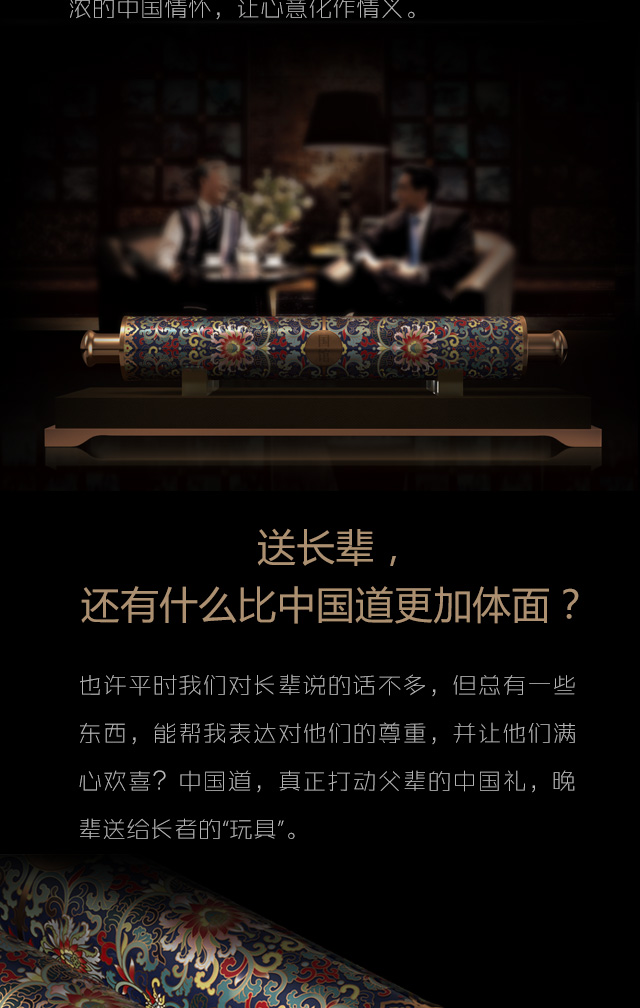 浓的中国情怀，让心意化作情义。
送长辈，
还有什么比中国道更加体面？
也许平时我们对长辈说的话不多，但总有一些
东西，能帮我表达对他们的尊重，并让他们满
心欢喜？中国道，真正打动父辈的中国礼，晚
辈送给长者的“玩具”。